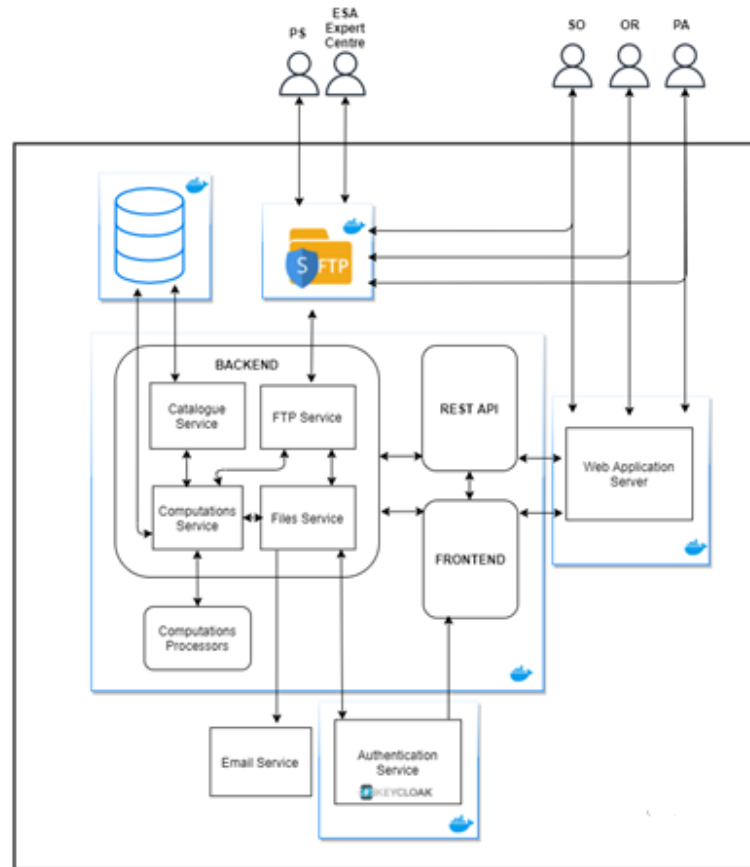 PS
ESA
Expert
Centre
SO
OR
PA
S
FTP
BACKEND
Catalogue
Service
FTP Service
REST API
Web Application
Server
Computations
Service
Files Service
FRONTEND
Computations
Processors
Email Service
Authentication
Service
KEYCLOAK